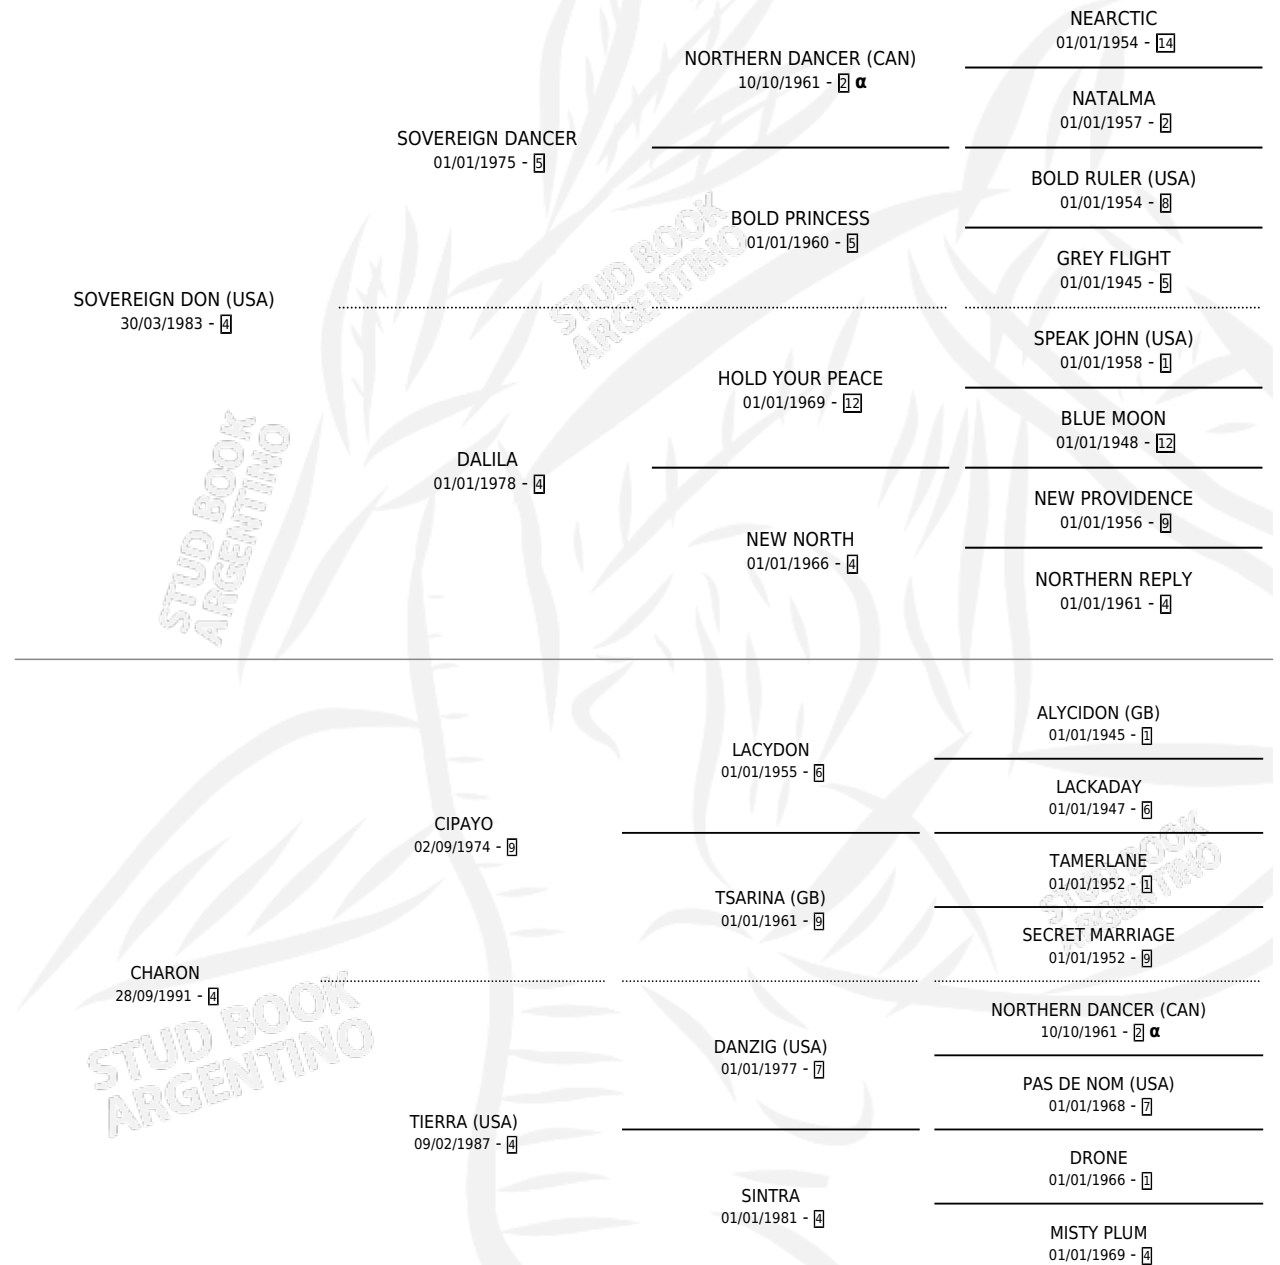 NEARCTIC
01/01/1954 - 14
NORTHERN DANCER (CAN)
10/10/1961 - 2 α
NATALMA
01/01/1957 - 2
SOVEREIGN DANCER
01/01/1975 - 5
BOLD RULER (USA)
01/01/1954 - 8
BOLD PRINCESS
01/01/1960 - 5
GREY FLIGHT
01/01/1945 - 5
STUD BOOK
ARGENTINO
SOVEREIGN DON (USA)
30/03/1983 - 4
SPEAK JOHN (USA)
01/01/1958 - 1
HOLD YOUR PEACE
01/01/1969 - 12
BLUE MOON
01/01/1948 - 12
DALILA
01/01/1978 - 4
NEW PROVIDENCE
01/01/1956 - 9
NEW NORTH
01/01/1966 - 4
NORTHERN REPLY
01/01/1961 - 4
STUD BOOK
ARGENTINO
ALYCIDON (GB)
01/01/1945 - 1
LACYDON
01/01/1955 - 6
LACKADAY
01/01/1947 - 6
CIPAYO
02/09/1974 - 9
TAMERLANE
01/01/1952 - 1
TSARINA (GB)
01/01/1961 - 9
SECRET MARRIAGE
01/01/1952 - 9
STUD BOOK
ARGENTINO
CHARON
28/09/1991 - 4
NORTHERN DANCER (CAN)
10/10/1961 - 2 α
DANZIG (USA)
01/01/1977 - 7
PAS DE NOM (USA)
01/01/1968 - 7
STUD BOOK
ARGENTINO
TIERRA (USA)
09/02/1987 - 4
DRONE
01/01/1966 - 1
SINTRA
01/01/1981 - 4
MISTY PLUM
01/01/1969 - 4